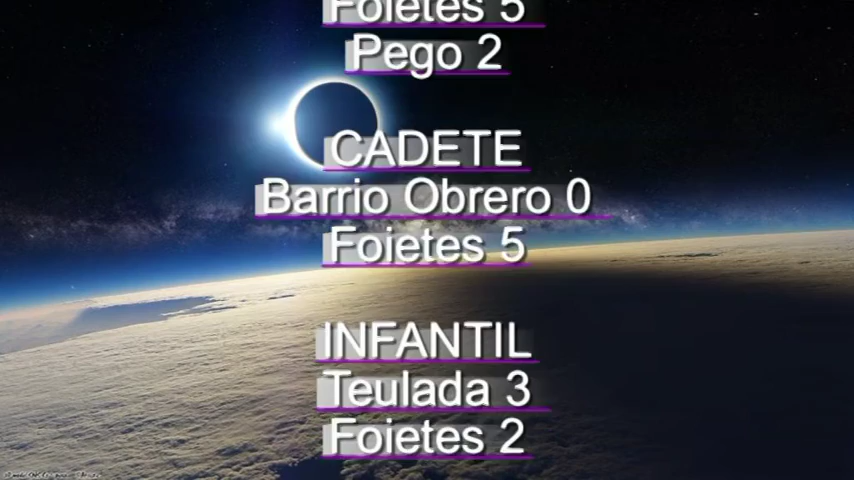 Foietes 5
Pego 2
CADETE
Barrio Obrero 0
Foietes 5
INFANTIL
Teulada 3
Foietes 2